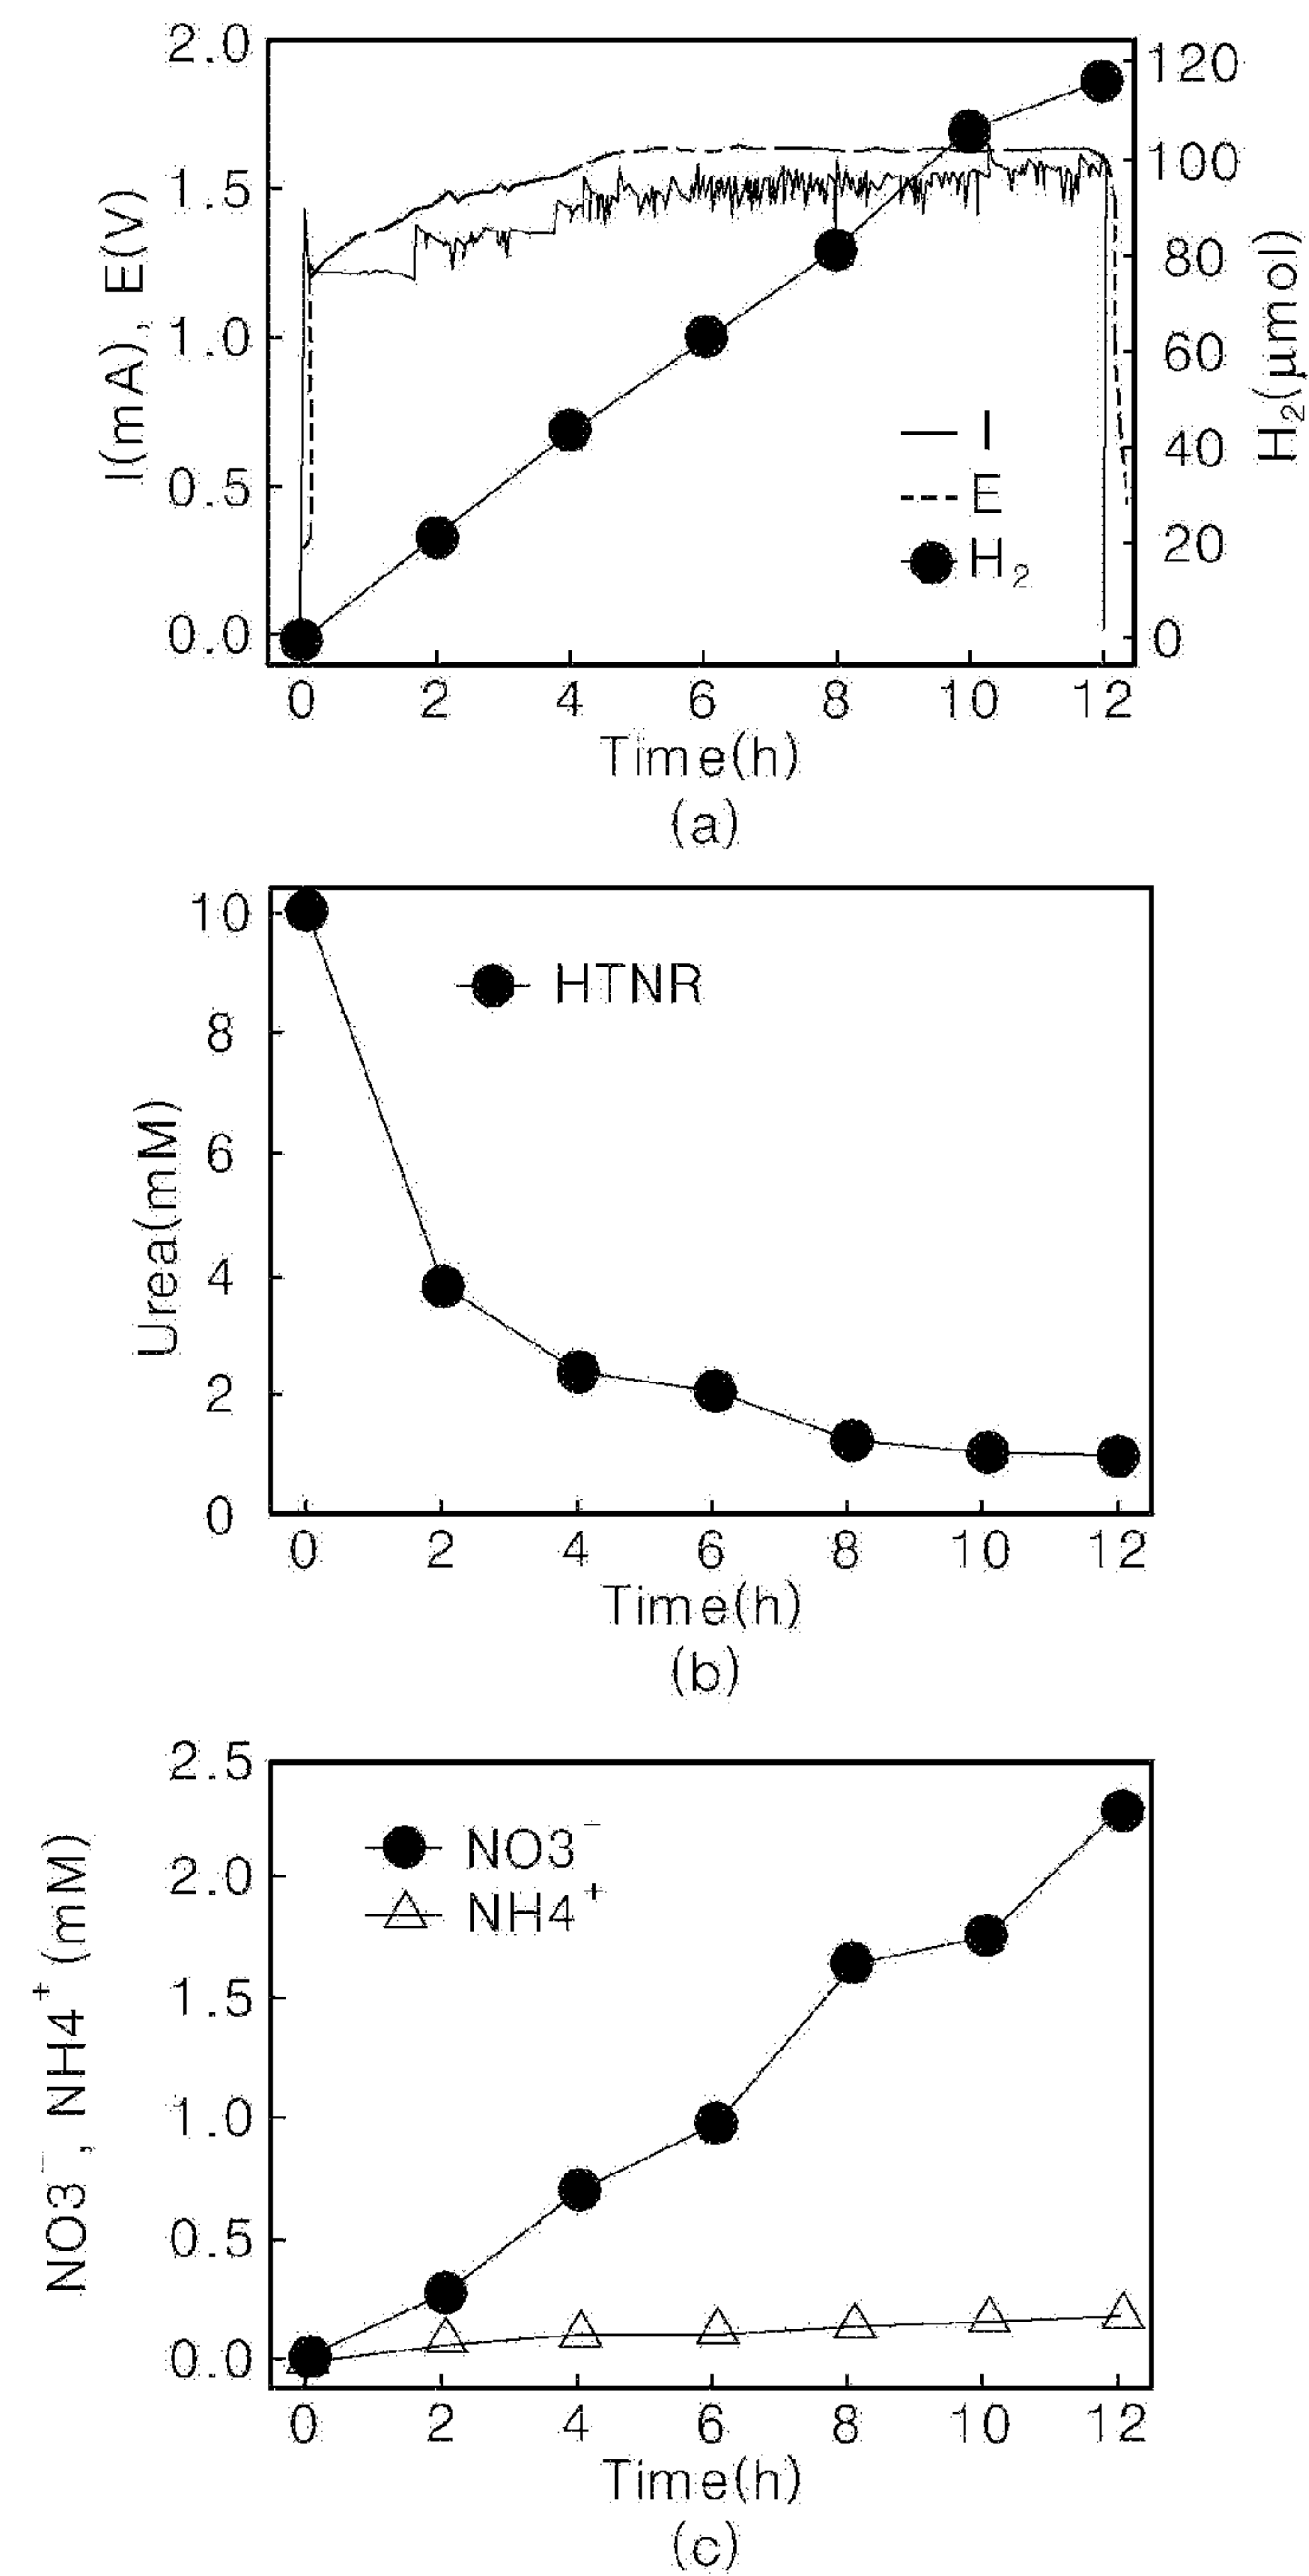 2.0
1.5
1.0
0.5
0.0
I(mA), E(V)
120
100
80
60
40
20
0
H₂(μmol)
I
E
H₂
0 2 4 6 8 10 12
Time(h)
(a)
10
8
6
4
2
0
Urea(mM)
HTNR
0 2 4 6 8 10 12
Time(h)
(b)
2.5
2.0
1.5
1.0
0.5
0.0
NO3⁻, NH4⁺ (mM)
NO3⁻
NH4⁺
0 2 4 6 8 10 12
Time(h)
(c)